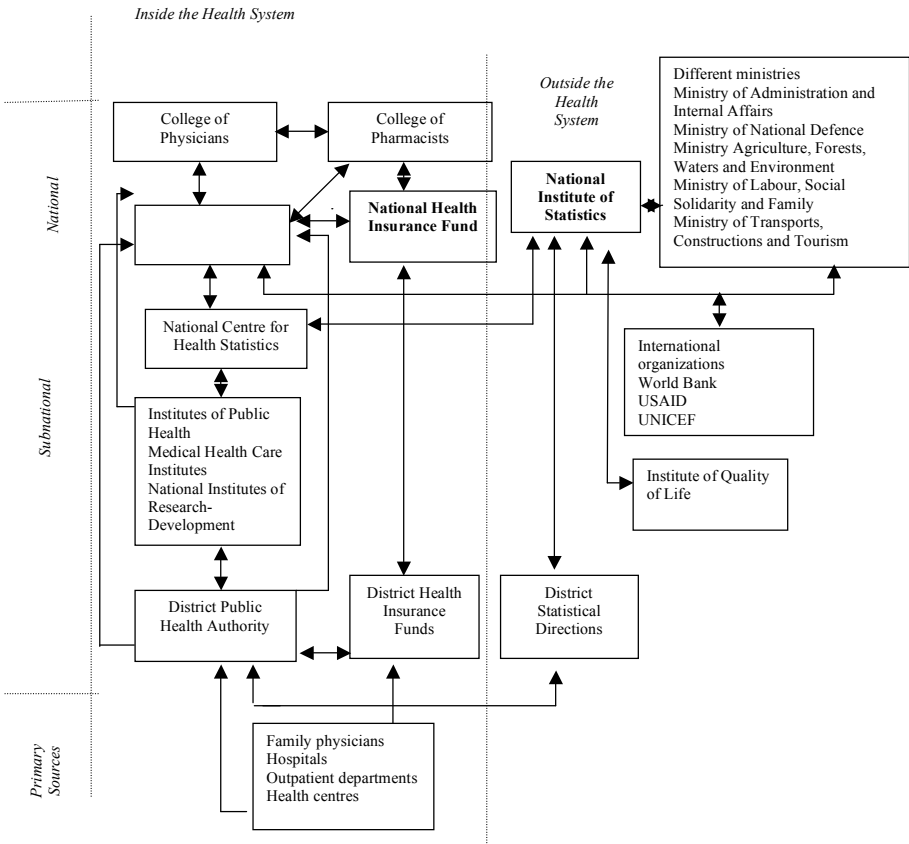 Inside the Health System
Outside the
Health
System
National
Subnational
Primary
Sources
College of
Physicians
College of
Pharmacists
National Health
Insurance Fund
National Centre for
Health Statistics
Institutes of Public
Health
Medical Health Care
Institutes
National Institutes of
Research-
Development
District Public
Health Authority
District Health
Insurance
Funds
Family physicians
Hospitals
Outpatient departments
Health centres
National
Institute of
Statistics
Different ministries
Ministry of Administration and
Internal Affairs
Ministry of National Defence
Ministry Agriculture, Forests,
Waters and Environment
Ministry of Labour, Social
Solidarity and Family
Ministry of Transports,
Constructions and Tourism
International
organizations
World Bank
USAID
UNICEF
Institute of Quality
of Life
District
Statistical
Directions